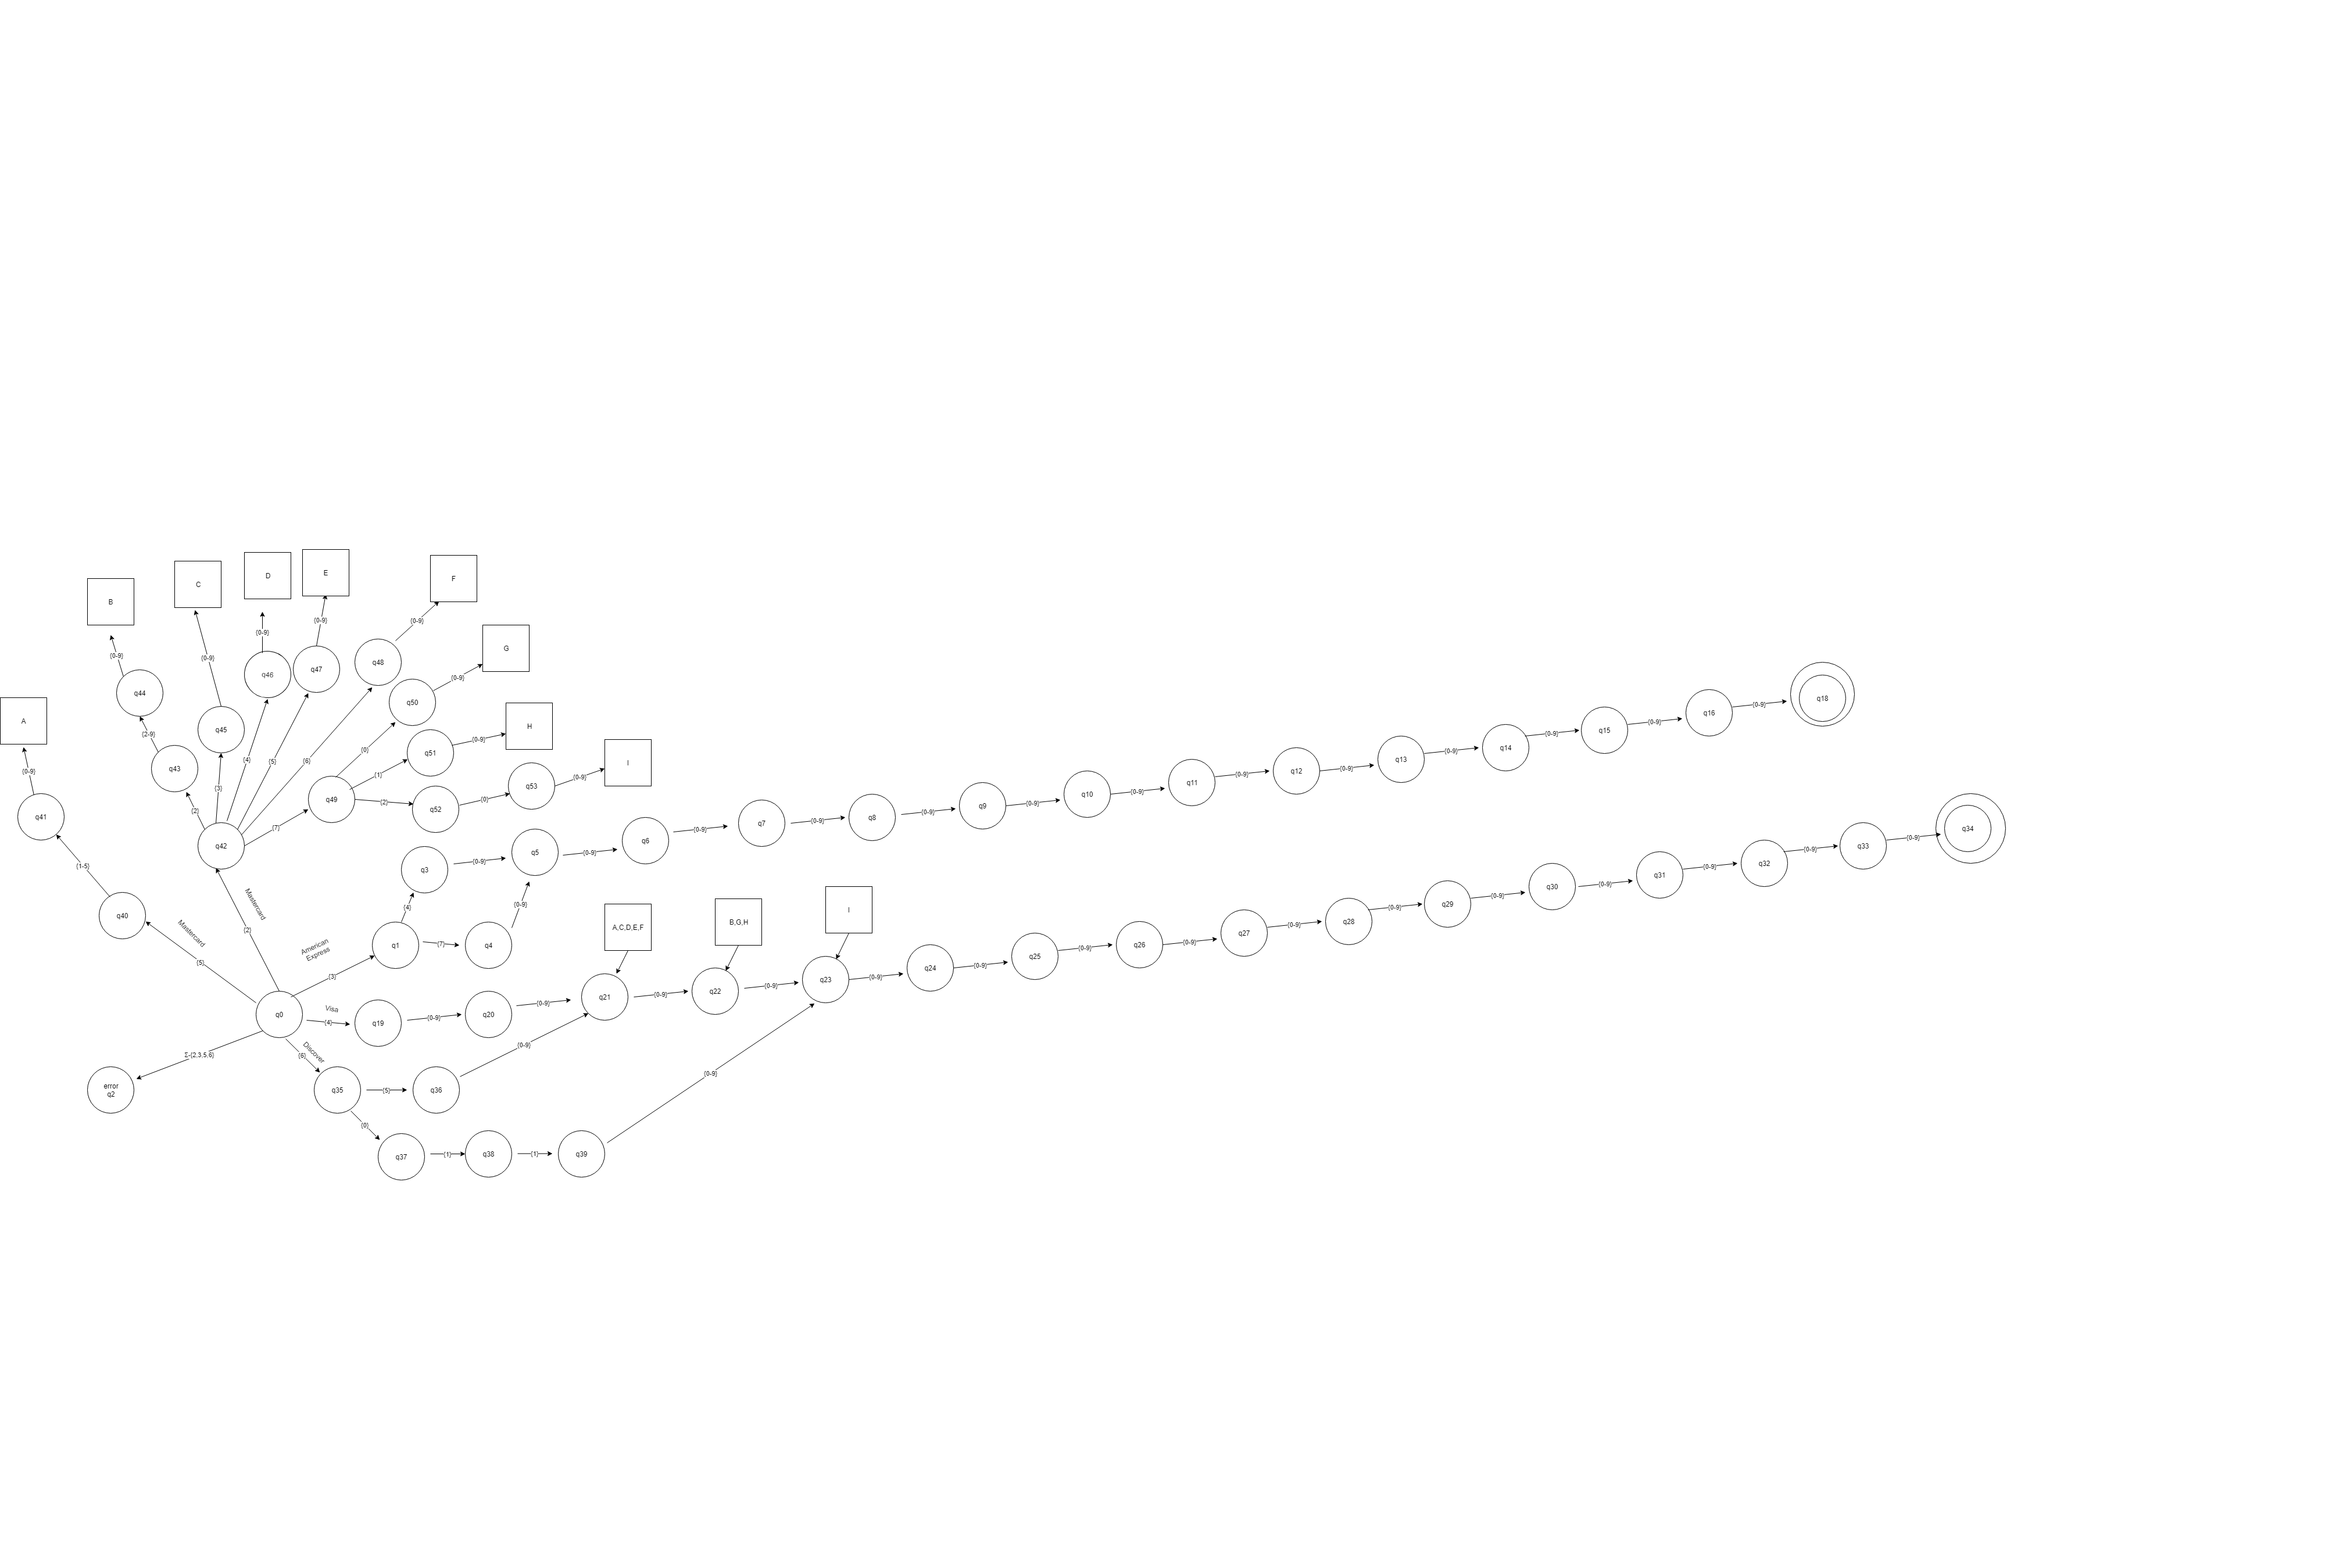 E
D
F
C
B
{0-9}
{0-9}
{0-9}
G
{0-9}
{0-9}
{0-9}
q48
q47
q46
{0-9}
q44
q50
q18
A
H
q16
{0-9}
q45
{2-9}
{0-9}
q15
{0-9}
{0}
q51
q14
{0-9}
I
{4}
{5}
{6}
q13
{0-9}
q43
{0-9}
{1}
q12
{0-9}
{0-9}
q53
q11
{0-9}
{3}
q10
{0-9}
q49
{2}
{0}
q9
{0-9}
{2}
q52
q8
{0-9}
q41
q7
{0-9}
{7}
{0-9}
q34
q6
{0-9}
q42
q33
{0-9}
q5
{0-9}
q32
{0-9}
{1-5}
q3
{0-9}
q31
{0-9}
q30
{0-9}
Mastercard
{4}
{0-9}
q29
{0-9}
I
q40
q28
{0-9}
B,G,H
A,C,D,E,F
{2}
Mastercard
q27
{0-9}
American
Express
q1
{7}
q4
q26
{0-9}
q25
{0-9}
{5}
{3}
q24
{0-9}
q23
{0-9}
q22
{0-9}
q21
{0-9}
{0-9}
Visa
q0
{4}
q19
{0-9}
q20
Σ-{2,3,5,6}
{6}
Discover
{0-9}
{0-9}
error
q2
q35
{5}
q36
{0}
q37
{1}
q38
{1}
q39